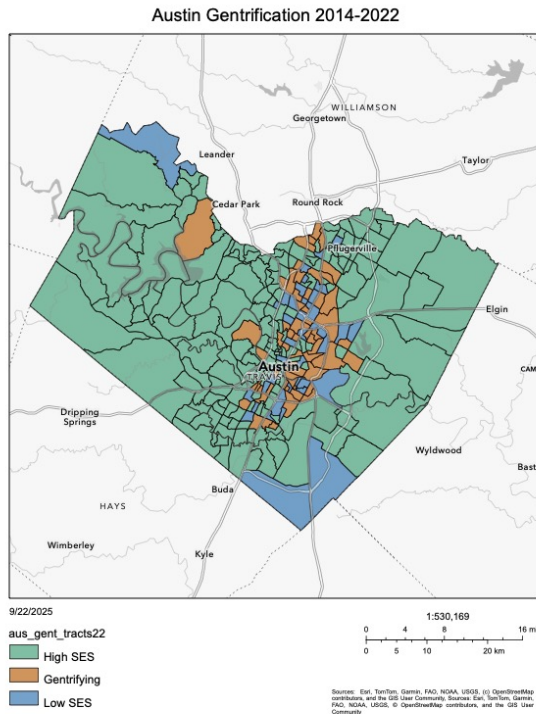 Austin Gentrification 2014-2022
WILLIAMSON
Georgetown
Leander
Taylor
Cedar Park
Round Rock
Pflugerville
Elgin
Austin
TRAVIS
CAM
Dripping
Springs
Wyldwood
Bast
Buda
HAYS
Wimberley
Kyle
9/22/2025
1:530,169
aus_gent_tracts22
0 4 8 16 m
0 10 20 km
High SES
Gentrifying
Low SES
Sources: Esri, TomTom, Garmin, FAO, NOAA, USGS, (c) OpenStreetMap
contributors, and the GIS User Community, Sources: Esri, TomTom, Garmin,
FAO, NOAA, USGS, © OpenStreetMap contributors, and the GIS User
Community